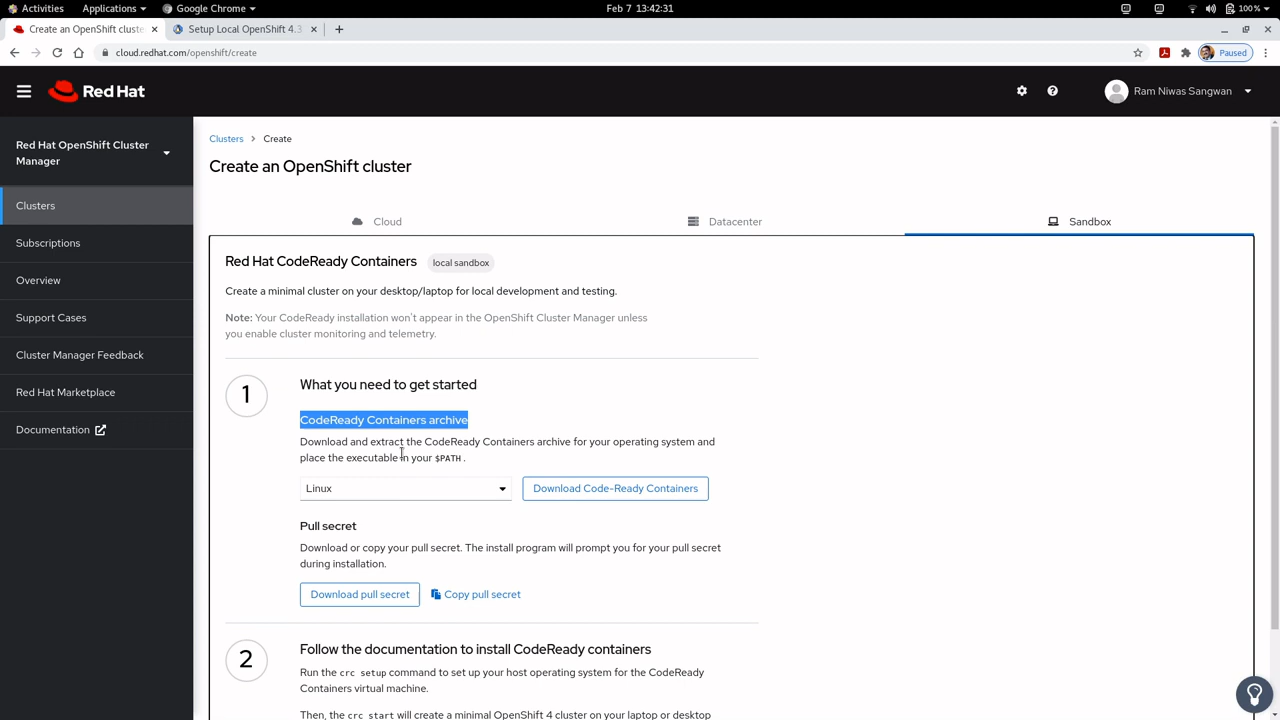 Activities Applications Google Chrome Feb 7 13:42:31 100%
Create an OpenShift cluste Setup Local OpenShift 4.3
cloud.redhat.com/openshift/create Paused
Red Hat Ram Niwas Sangwan
Red Hat OpenShift Cluster
Manager
Clusters
Subscriptions
Overview
Support Cases
Cluster Manager Feedback
Red Hat Marketplace
Documentation
Clusters > Create
Create an OpenShift cluster
Cloud Datacenter Sandbox
Red Hat CodeReady Containers local sandbox
Create a minimal cluster on your desktop/laptop for local development and testing.
Note: Your CodeReady installation won't appear in the OpenShift Cluster Manager unless
you enable cluster monitoring and telemetry.
1 What you need to get started
CodeReady Containers archive
Download and extract the CodeReady Containers archive for your operating system and
place the executable in your $PATH .
Linux Download Code-Ready Containers
Pull secret
Download or copy your pull secret. The install program will prompt you for your pull secret
during installation.
Download pull secret Copy pull secret
2 Follow the documentation to install CodeReady containers
Run the crc setup command to set up your host operating system for the CodeReady
Containers virtual machine.
Then, the crc start will create a minimal OpenShift 4 cluster on your laptop or desktop